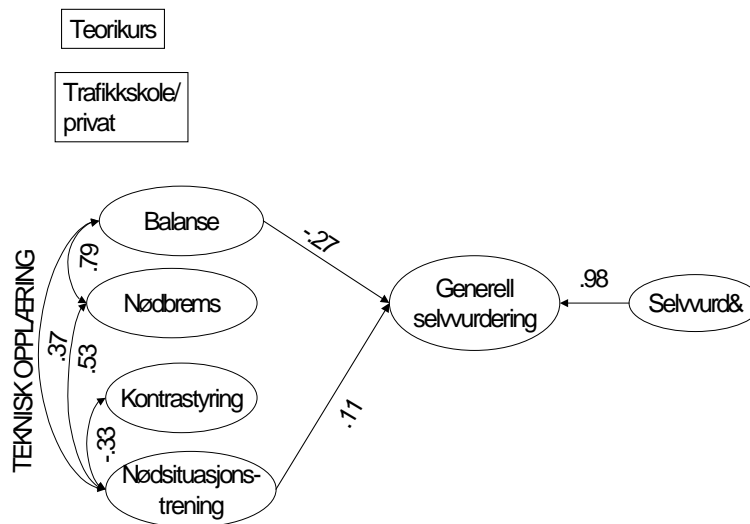 Teorikurs
Trafikkskole/
privat
TEKNISK OPPLÆRING
Balanse
-.27
.79
Nødbrems
Generell
selvvurdering
.98
Selvvurd&
.37
.53
Kontrastyring
-.33
.11
Nødsituasjons-
trening